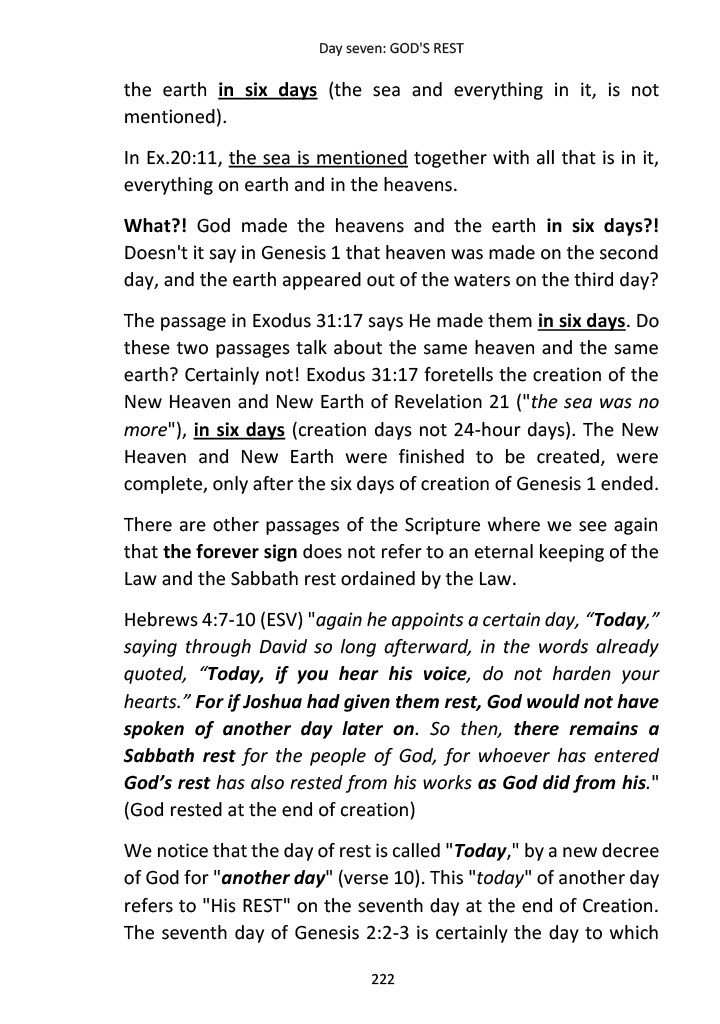 Day seven: GOD'S REST
the earth in six days (the sea and everything in it, is not
mentioned).
In Ex.20:11, the sea is mentioned together with all that is in it,
everything on earth and in the heavens.
What?! God made the heavens and the earth in six days?!
Doesn't it say in Genesis 1 that heaven was made on the second
day, and the earth appeared out of the waters on the third day?
The passage in Exodus 31:17 says He made them in six days. Do
these two passages talk about the same heaven and the same
earth? Certainly not! Exodus 31:17 foretells the creation of the
New Heaven and New Earth of Revelation 21 ("the sea was no
more"), in six days (creation days not 24-hour days). The New
Heaven and New Earth were finished to be created, were
complete, only after the six days of creation of Genesis 1 ended.
There are other passages of the Scripture where we see again
that the forever sign does not refer to an eternal keeping of the
Law and the Sabbath rest ordained by the Law.
Hebrews 4:7-10 (ESV) "again he appoints a certain day, “Today,”
saying through David so long afterward, in the words already
quoted, “Today, if you hear his voice, do not harden your
hearts.” For if Joshua had given them rest, God would not have
spoken of another day later on. So then, there remains a
Sabbath rest for the people of God, for whoever has entered
God’s rest has also rested from his works as God did from his."
(God rested at the end of creation)
We notice that the day of rest is called "Today," by a new decree
of God for "another day" (verse 10). This "today" of another day
refers to "His REST" on the seventh day at the end of Creation.
The seventh day of Genesis 2:2-3 is certainly the day to which
222